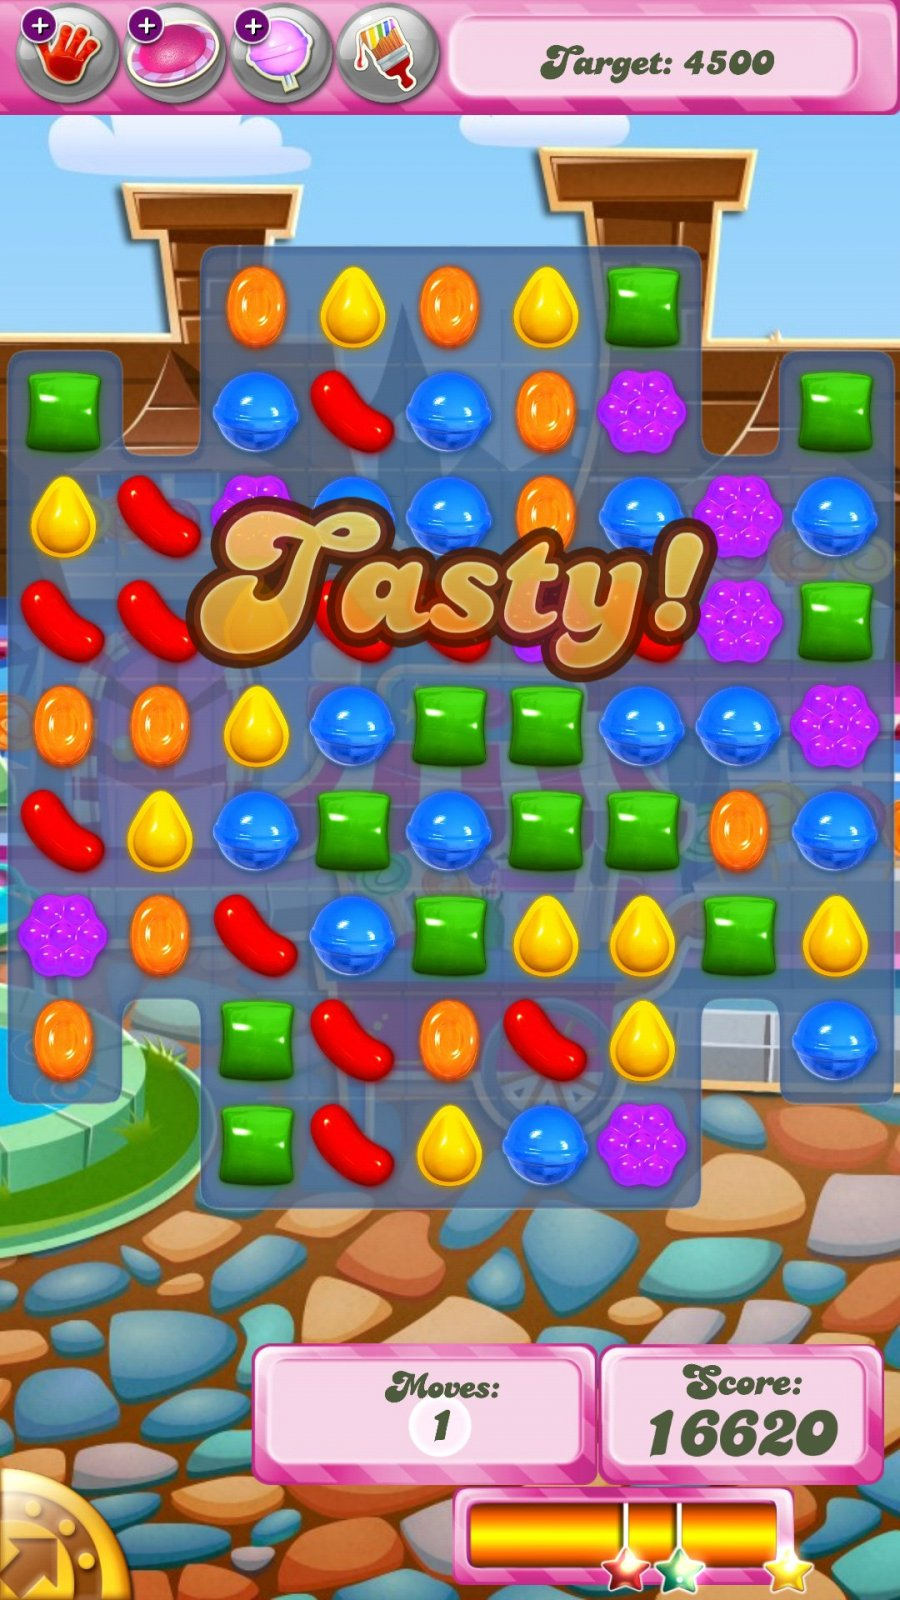 + + +
Target: 4500
Tasty!
Moves:
1
Score:
16620